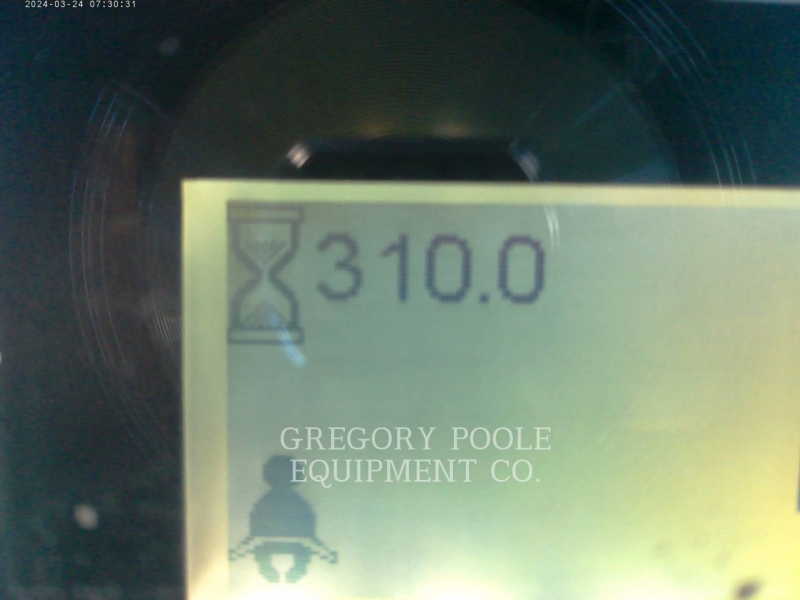 2024-03-24 07:30:31
310.0
GREGORY POOLE
EQUIPMENT CO.